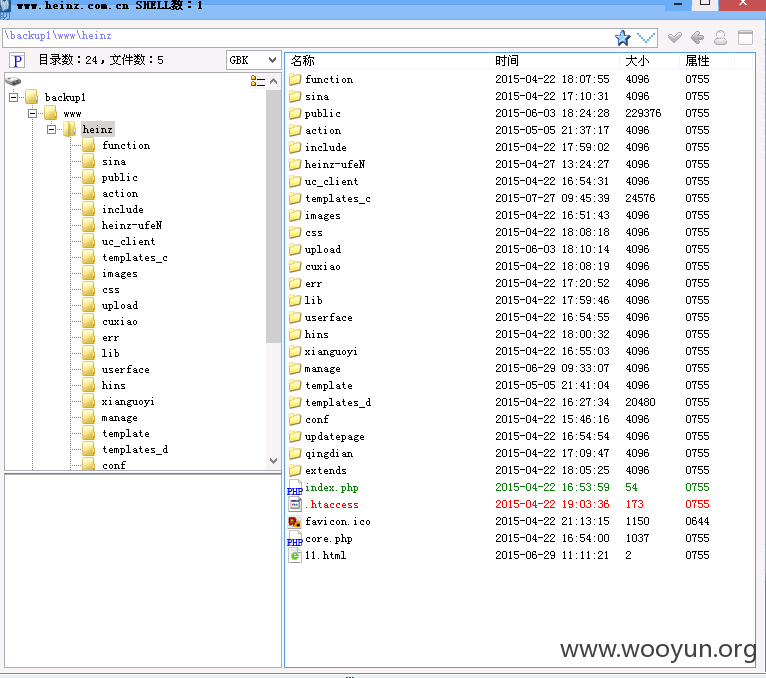 www.heinz.com.cn SHELL数：1
\backup1\www\heinz
目录数：24，文件数：5 GBK
backup1
www
heinz
function
sina
public
action
include
heinz-ufeN
uc_client
templates_c
images
css
upload
cuxiao
err
lib
userface
hins
xianguoyi
manage
template
templates_d
conf
名称 时间 大小 属性
function 2015-04-22 18:07:55 4096 0755
sina 2015-04-22 17:10:31 4096 0755
public 2015-06-03 18:24:28 229376 0755
action 2015-05-05 21:37:17 4096 0755
include 2015-04-22 17:59:02 4096 0755
heinz-ufeN 2015-04-27 13:24:27 4096 0755
uc_client 2015-04-22 16:54:31 4096 0755
templates_c 2015-07-27 09:45:39 24576 0755
images 2015-04-22 16:51:43 4096 0755
css 2015-04-22 18:08:18 4096 0755
upload 2015-06-03 18:10:14 4096 0755
cuxiao 2015-04-22 18:08:19 4096 0755
err 2015-04-22 17:20:52 4096 0755
lib 2015-04-22 17:59:46 4096 0755
userface 2015-04-22 16:54:55 4096 0755
hins 2015-04-22 18:00:32 4096 0755
xianguoyi 2015-04-22 16:55:03 4096 0755
manage 2015-06-29 09:33:07 4096 0755
template 2015-05-05 21:41:04 4096 0755
templates_d 2015-04-22 16:27:34 20480 0755
conf 2015-04-22 15:46:16 4096 0755
updatepage 2015-04-22 16:54:54 4096 0755
qingdian 2015-04-22 17:09:47 4096 0755
extends 2015-04-22 18:05:25 4096 0755
index.php 2015-04-22 16:53:59 54 0755
.htaccess 2015-04-22 19:03:36 173 0755
favicon.ico 2015-04-22 21:13:15 1150 0644
core.php 2015-04-22 16:54:00 1037 0755
11.html 2015-06-29 11:11:21 2 0755
www.wooyun.org